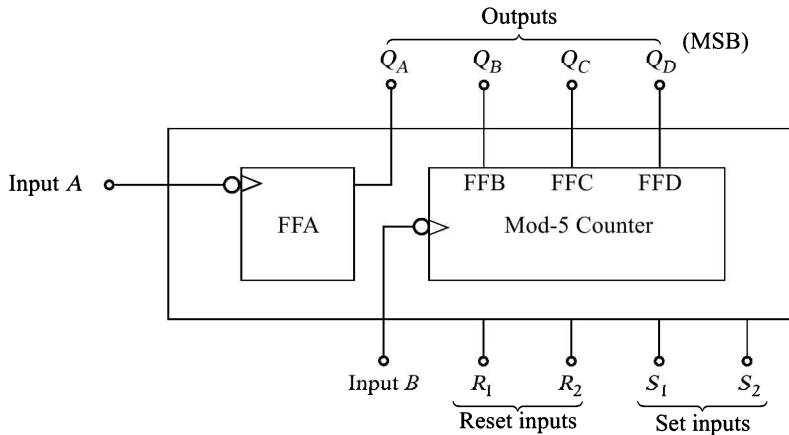 Outputs
(MSB)
Q_A Q_B Q_C Q_D
FFB FFC FFD
Input A
FFA
Mod-5 Counter
Input B R_1 R_2 S_1 S_2
Reset inputs Set inputs